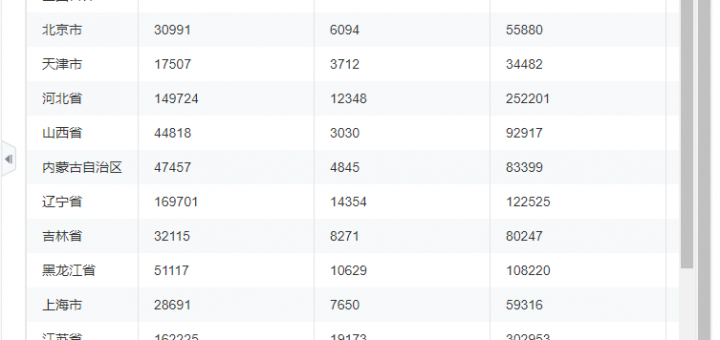 北京市 30991 6094 55880
天津市 17507 3712 34482
河北省 149724 12348 252201
山西省 44818 3030 92917
内蒙古自治区 47457 4845 83399
辽宁省 169701 14354 122525
吉林省 32115 8271 80247
黑龙江省 51117 10629 108220
上海市 28691 7650 59316
江苏省 162225 19173 302953